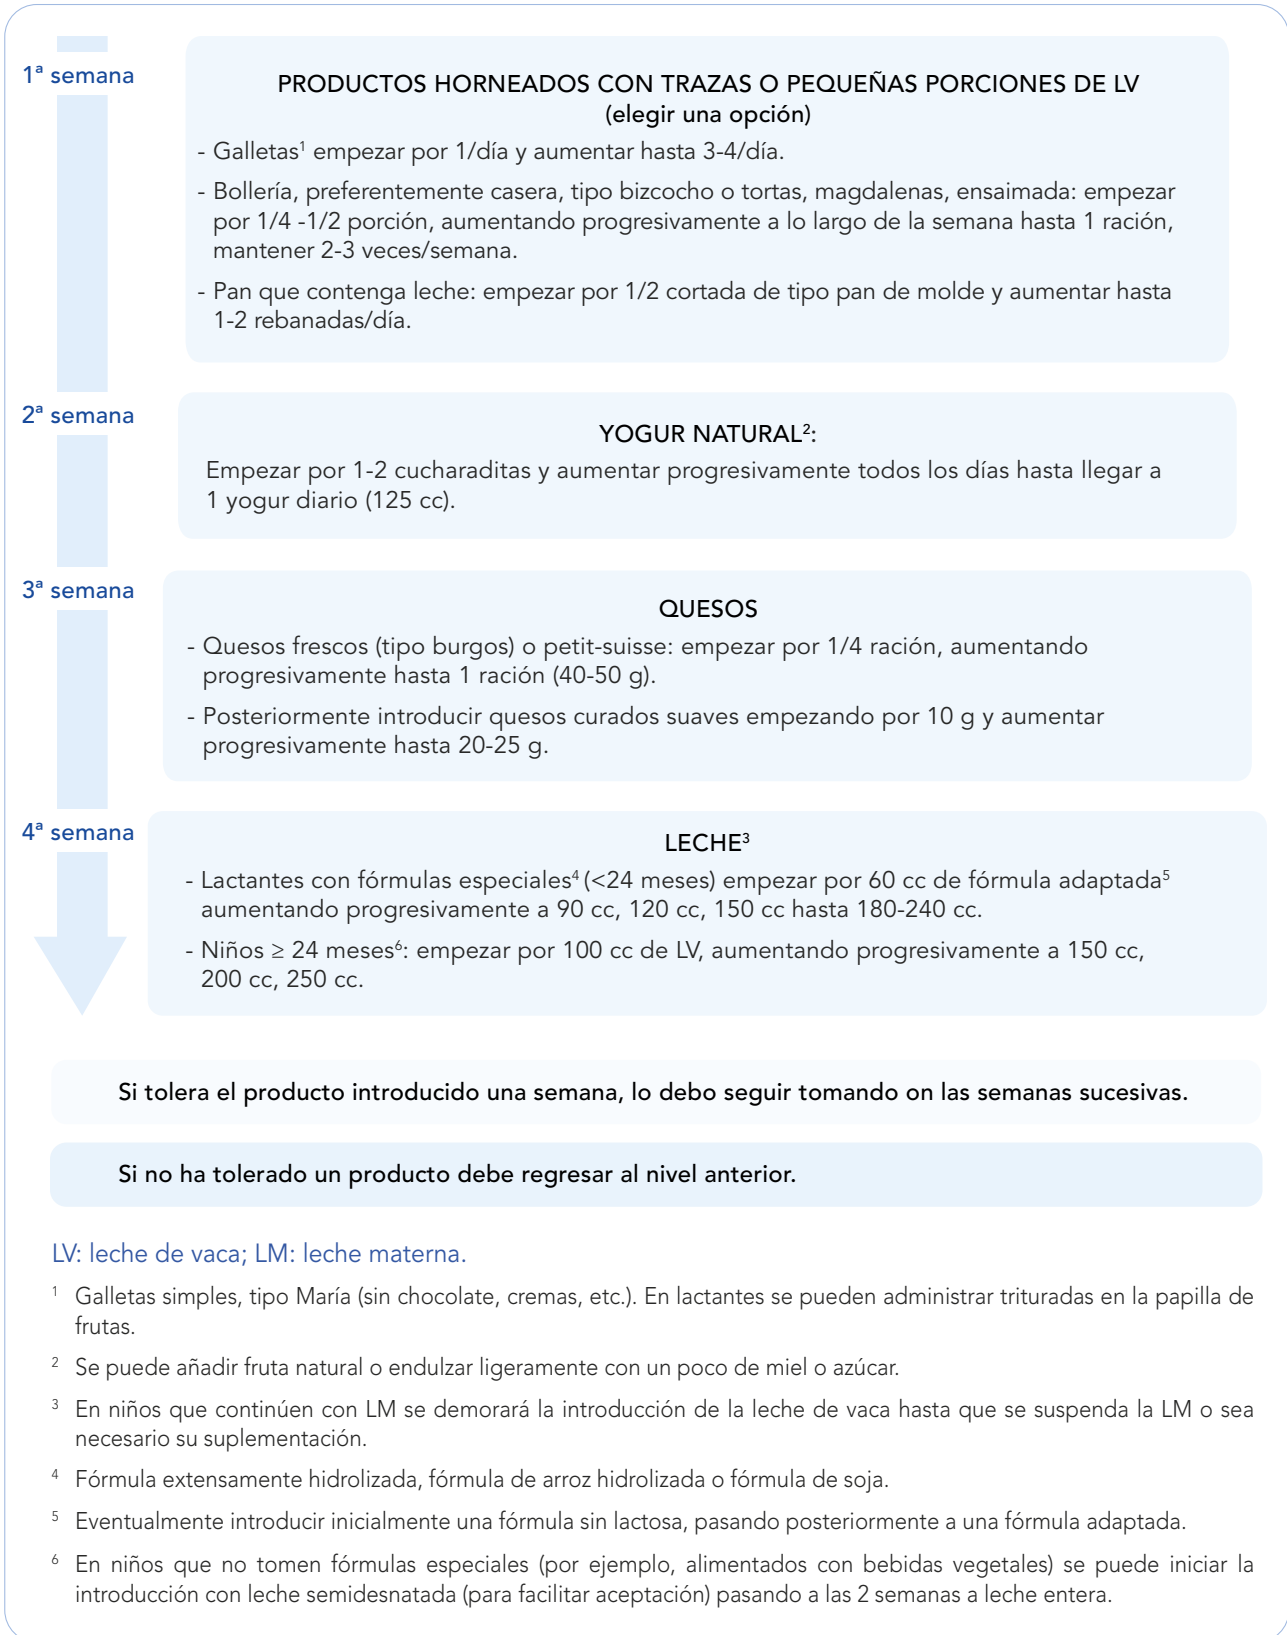 1ª semana
PRODUCTOS HORNEADOS CON TRAZAS O PEQUEÑAS PORCIONES DE LV
(elegir una opción)
- Galletas¹ empezar por 1/día y aumentar hasta 3-4/día.
- Bollería, preferentemente casera, tipo bizcocho o tortas, magdalenas, ensaimada: empezar
por 1/4 -1/2 porción, aumentando progresivamente a lo largo de la semana hasta 1 ración,
mantener 2-3 veces/semana.
- Pan que contenga leche: empezar por 1/2 cortada de tipo pan de molde y aumentar hasta
1-2 rebanadas/día.
2ª semana
YOGUR NATURAL²:
Empezar por 1-2 cucharaditas y aumentar progresivamente todos los días hasta llegar a
1 yogur diario (125 cc).
3ª semana
QUESOS
- Quesos frescos (tipo burgos) o petit-suisse: empezar por 1/4 ración, aumentando
progresivamente hasta 1 ración (40-50 g).
- Posteriormente introducir quesos curados suaves empezando por 10 g y aumentar
progresivamente hasta 20-25 g.
4ª semana
LECHE³
- Lactantes con fórmulas especiales⁴ (<24 meses) empezar por 60 cc de fórmula adaptada⁵
aumentando progresivamente a 90 cc, 120 cc, 150 cc hasta 180-240 cc.
- Niños ≥ 24 meses⁶: empezar por 100 cc de LV, aumentando progresivamente a 150 cc,
200 cc, 250 cc.
Si tolera el producto introducido una semana, lo debo seguir tomando on las semanas sucesivas.
Si no ha tolerado un producto debe regresar al nivel anterior.
LV: leche de vaca; LM: leche materna.
¹ Galletas simples, tipo María (sin chocolate, cremas, etc.). En lactantes se pueden administrar trituradas en la papilla de
frutas.
² Se puede añadir fruta natural o endulzar ligeramente con un poco de miel o azúcar.
³ En niños que continúen con LM se demorará la introducción de la leche de vaca hasta que se suspenda la LM o sea
necesario su suplementación.
⁴ Fórmula extensamente hidrolizada, fórmula de arroz hidrolizada o fórmula de soja.
⁵ Eventualmente introducir inicialmente una fórmula sin lactosa, pasando posteriormente a una fórmula adaptada.
⁶ En niños que no tomen fórmulas especiales (por ejemplo, alimentados con bebidas vegetales) se puede iniciar la
introducción con leche semidesnatada (para facilitar aceptación) pasando a las 2 semanas a leche entera.